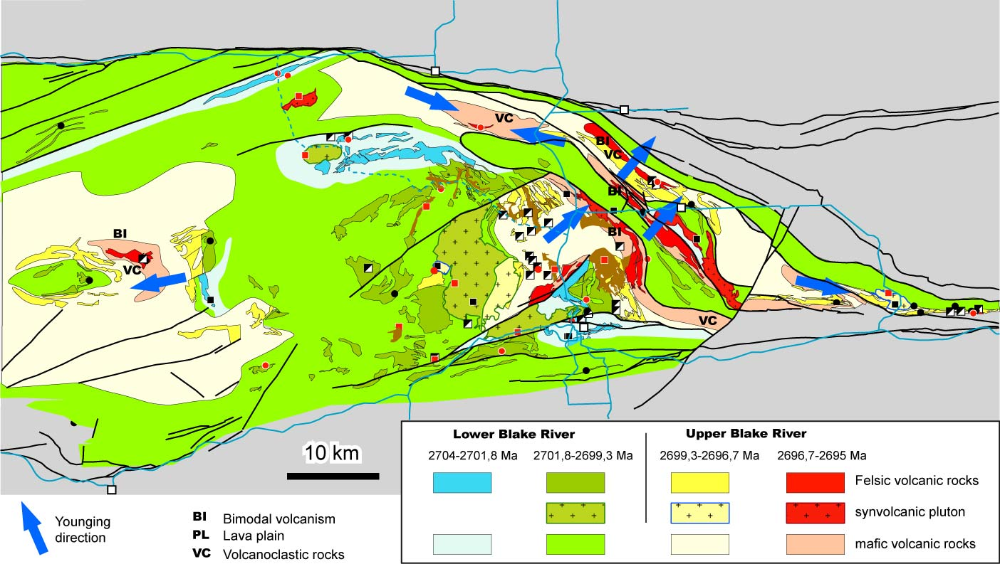 VC
BI
VC
BI
BI
BI
VC
VC
10 km
Lower Blake River
Upper Blake River
2704-2701,8 Ma
2701,8-2699,3 Ma
2699,3-2696,7 Ma
2696,7-2695 Ma
Felsic volcanic rocks
synvolcanic pluton
mafic volcanic rocks
Younging
direction
BI Bimodal volcanism
PL Lava plain
VC Volcanoclastic rocks